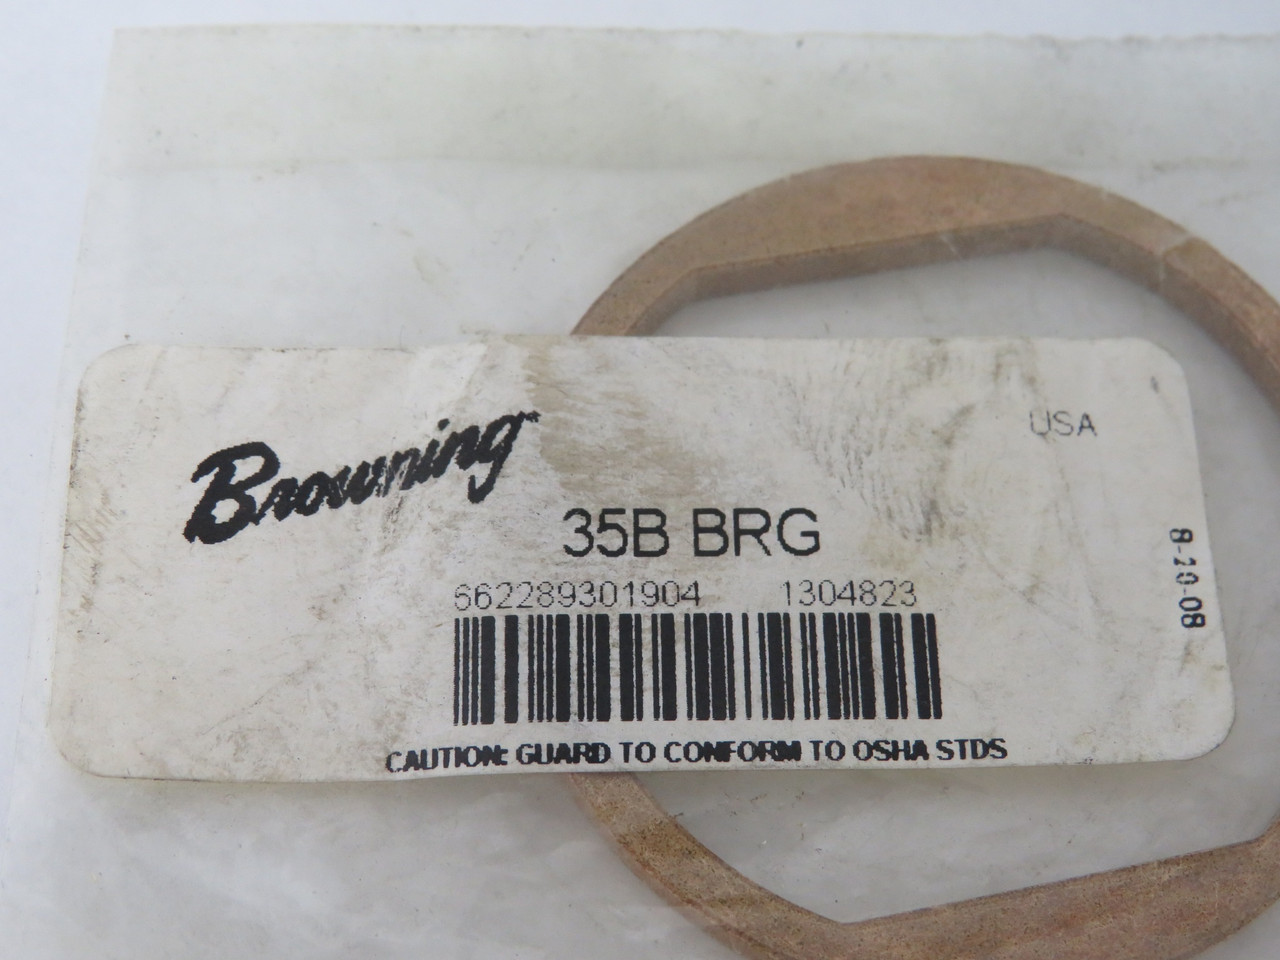 Browning
USA
35B BRG
662289301904 1304823
8-20-08
CAUTION: GUARD TO CONFORM TO OSHA STDS